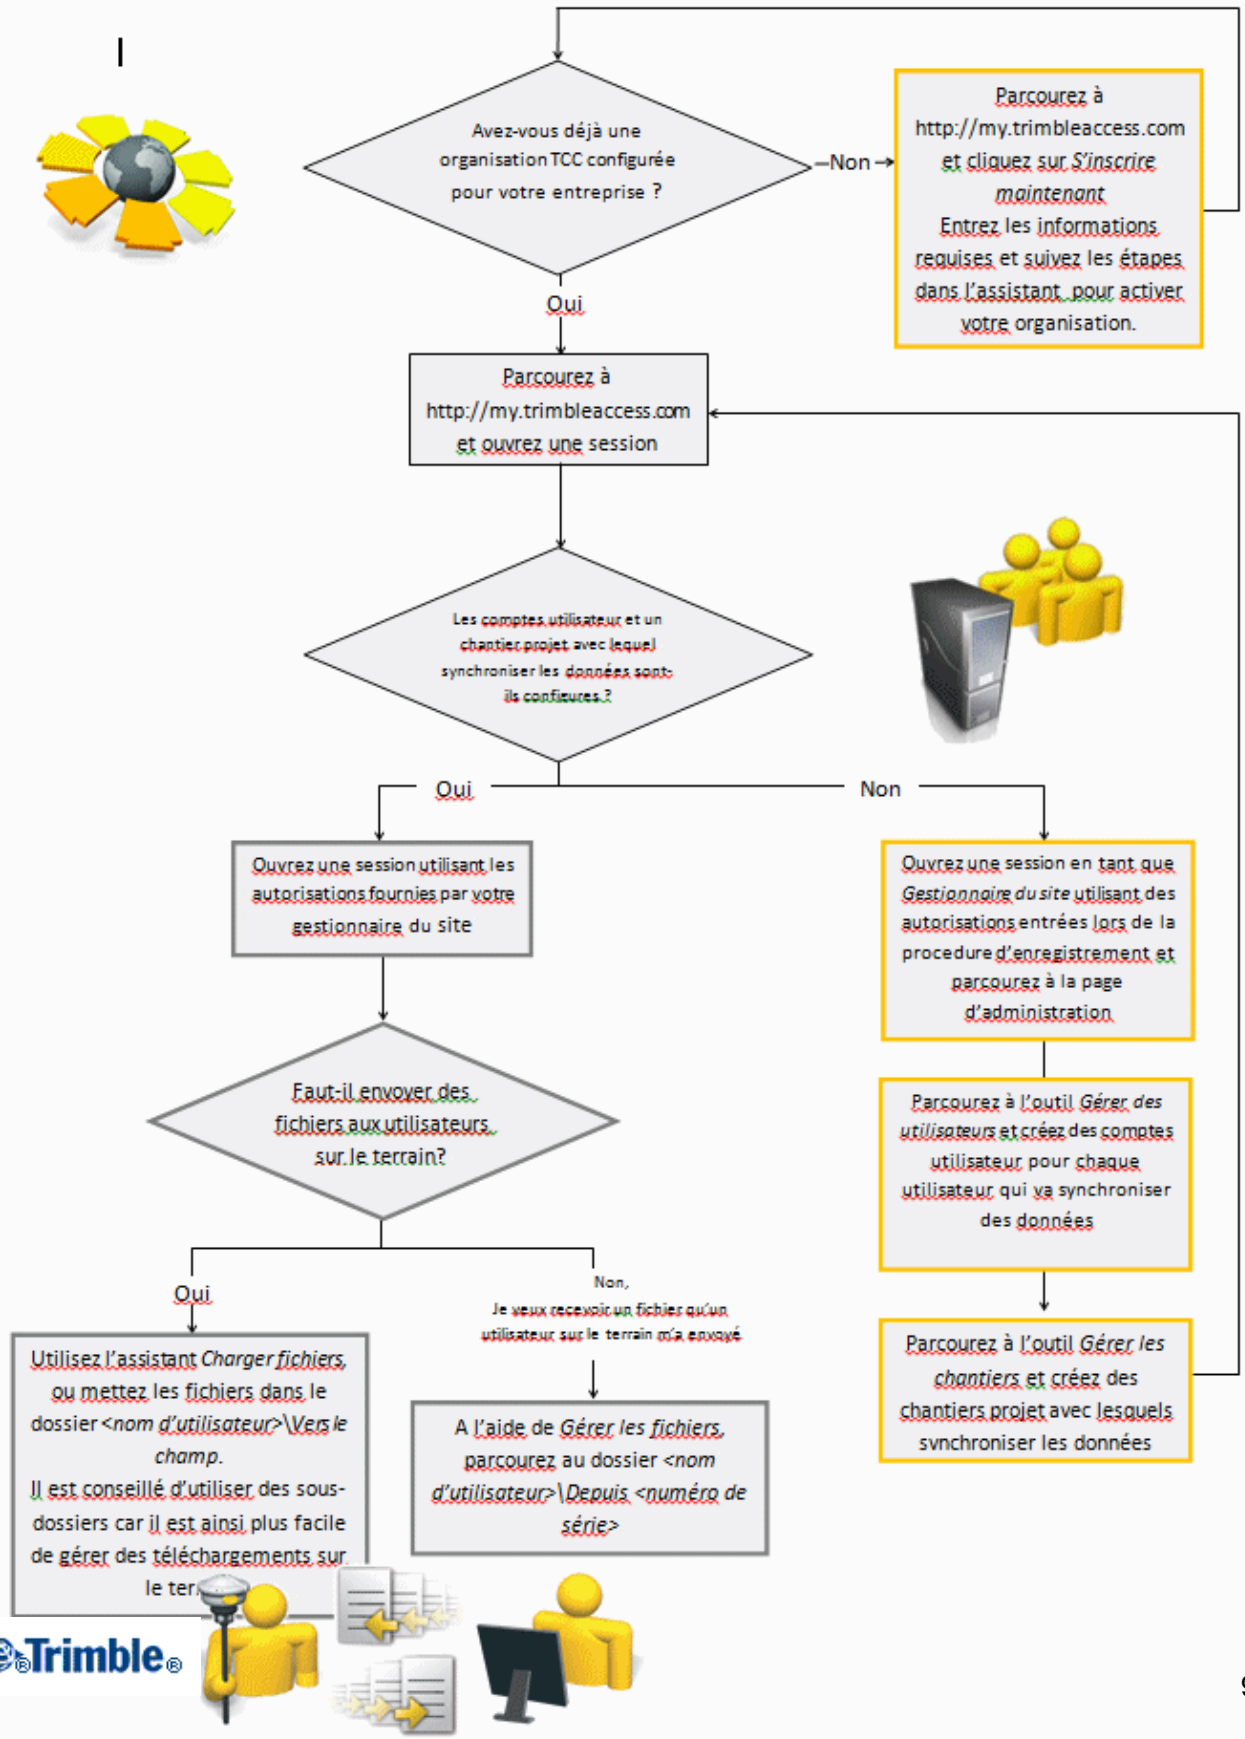 I
Avez-vous déjà une
organisation TCC configurée
pour votre entreprise ?
Non
Parcourez à
http://my.trimbleaccess.com
et cliquez sur S'inscrire
maintenant
Entrez les informations
requises et suivez les étapes
dans l'assistant pour activer
votre organisation.
Oui
Parcourez à
http://my.trimbleaccess.com
et ouvrez une session
Les comptes utilisateur et un
chantier projet avec lequel
synchroniser les données sont-
ils configures ?
Oui
Non
Ouvrez une session utilisant les
autorisations fournies par votre
gestionnaire du site
Ouvrez une session en tant que
Gestionnaire du site utilisant des
autorisations entrées lors de la
procedure d'enregistrement et
parcourez à la page
d'administration
Faut-il envoyer des
fichiers aux utilisateurs
sur le terrain?
Parcourez à l'outil Gérer des
utilisateurs et créez des comptes
utilisateur pour chaque
utilisateur qui va synchroniser
des données
Oui
Non,
Je veux recevoir un fichier qu'un
utilisateur sur le terrain m'a envoyé
Utilisez l'assistant Charger fichiers,
ou mettez les fichiers dans le
dossier <nom d'utilisateur>\Vers le
champ.
Il est conseillé d'utiliser des sous-
dossiers car il est ainsi plus facile
de gérer des téléchargements sur
le
A l'aide de Gérer les fichiers,
parcourez au dossier <nom
d'utilisateur>\Depuis <numéro de
série>
Parcourez à l'outil Gérer les
chantiers et créez des
chantiers projet avec lesquels
synchroniser les données
®Trimble®